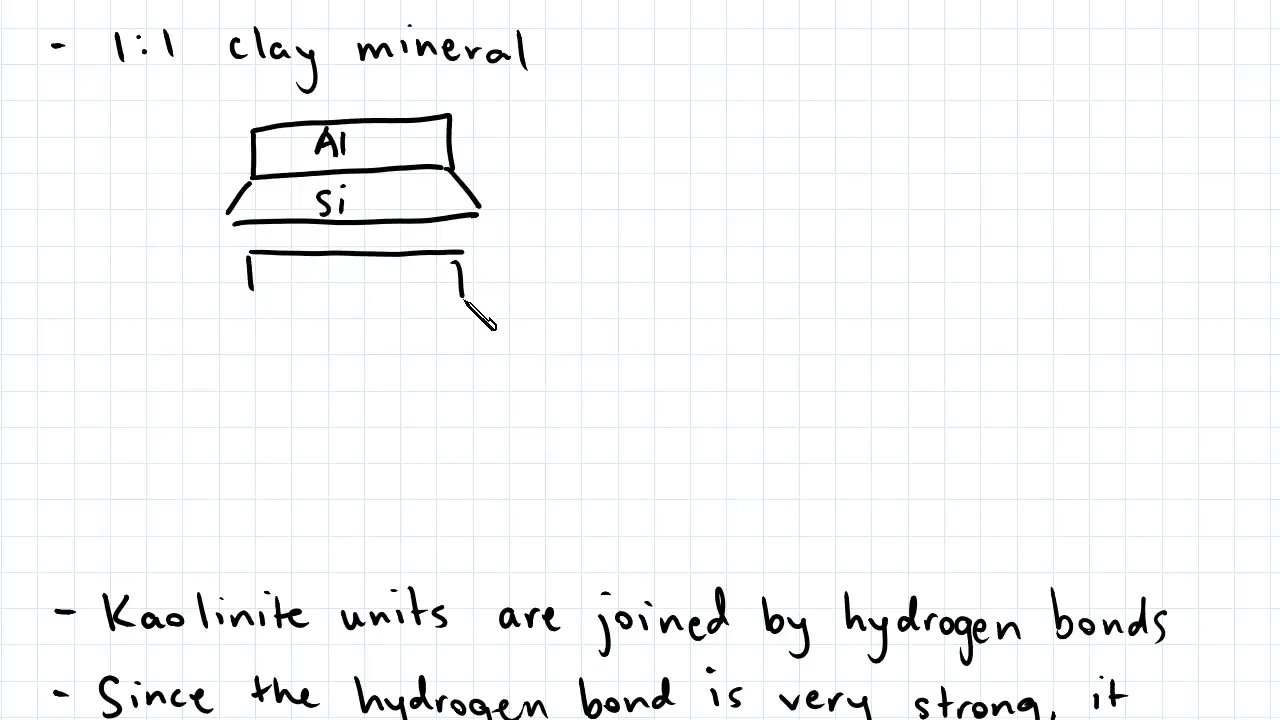 - 1:1 clay mineral
Al
Si
- Kaolinite units are joined by hydrogen bonds
- Since the hydrogen bond is very strong, it